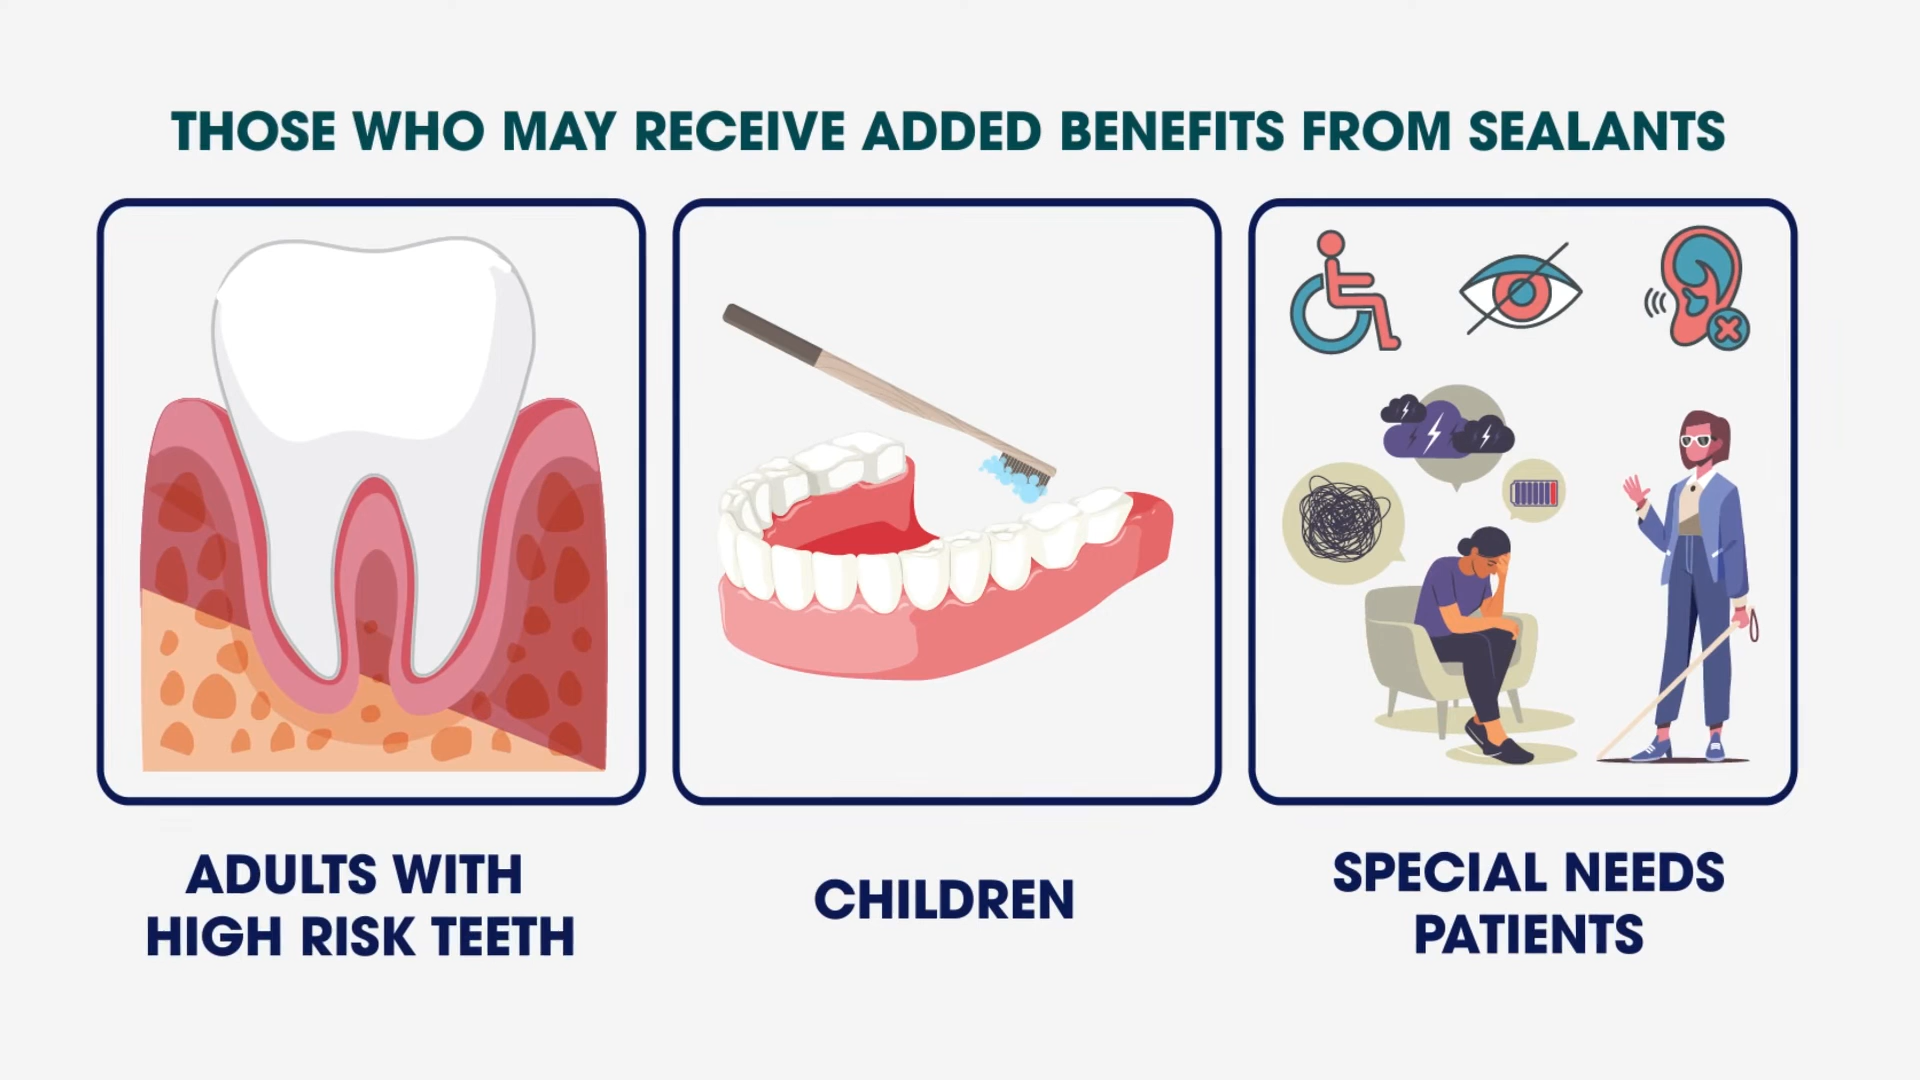 THOSE WHO MAY RECEIVE ADDED BENEFITS FROM SEALANTS
ADULTS WITH
HIGH RISK TEETH
CHILDREN
SPECIAL NEEDS
PATIENTS